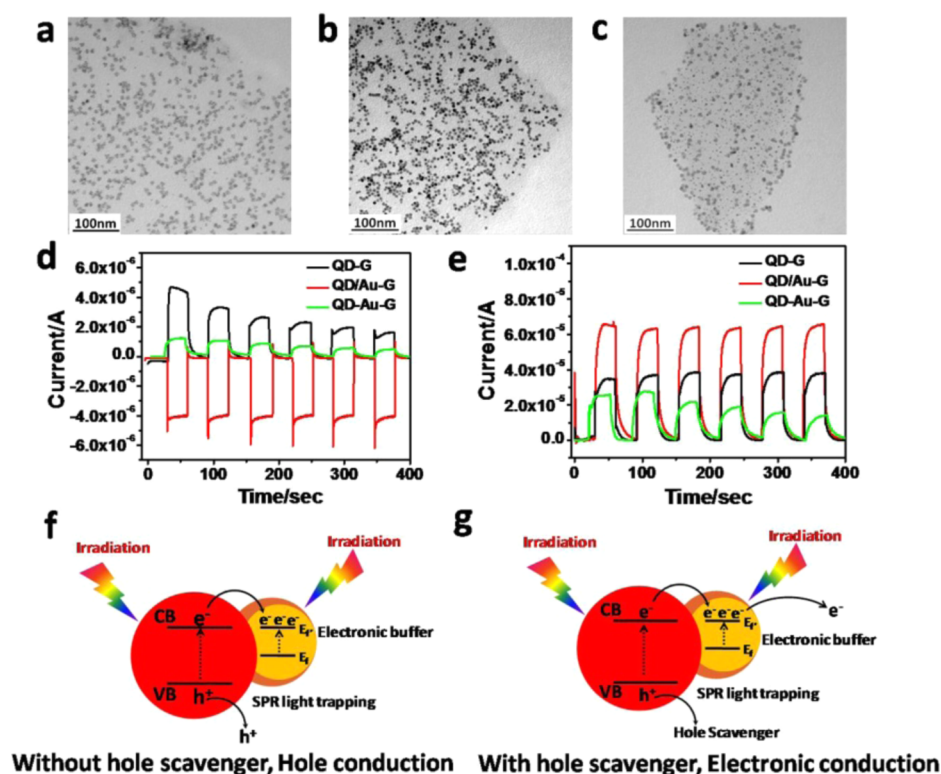 a
b
c
100nm
100nm
100nm
d
QD-G
QD/Au-G
QD-Au-G
6.0x10⁻⁶
4.0x10⁻⁶
2.0x10⁻⁶
0.0
-2.0x10⁻⁶
-4.0x10⁻⁶
-6.0x10⁻⁶
Current/A
0 100 200 300 400
Time/sec
e
QD-G
QD/Au-G
QD-Au-G
1.0x10⁻⁴
8.0x10⁻⁵
6.0x10⁻⁵
4.0x10⁻⁵
2.0x10⁻⁵
0.0
Current/A
0 100 200 300 400
Time/sec
f
Irradiation
Irradiation
CB e⁻
e⁻ e⁻ e⁻
Ef'
Electronic buffer
Ef
VB h⁺
SPR light trapping
h⁺
Without hole scavenger, Hole conduction
g
Irradiation
Irradiation
CB e⁻
e⁻ e⁻ e⁻
Ef'
e⁻
Electronic buffer
Ef
VB h⁺
SPR light trapping
Hole Scavenger
With hole scavenger, Electronic conduction